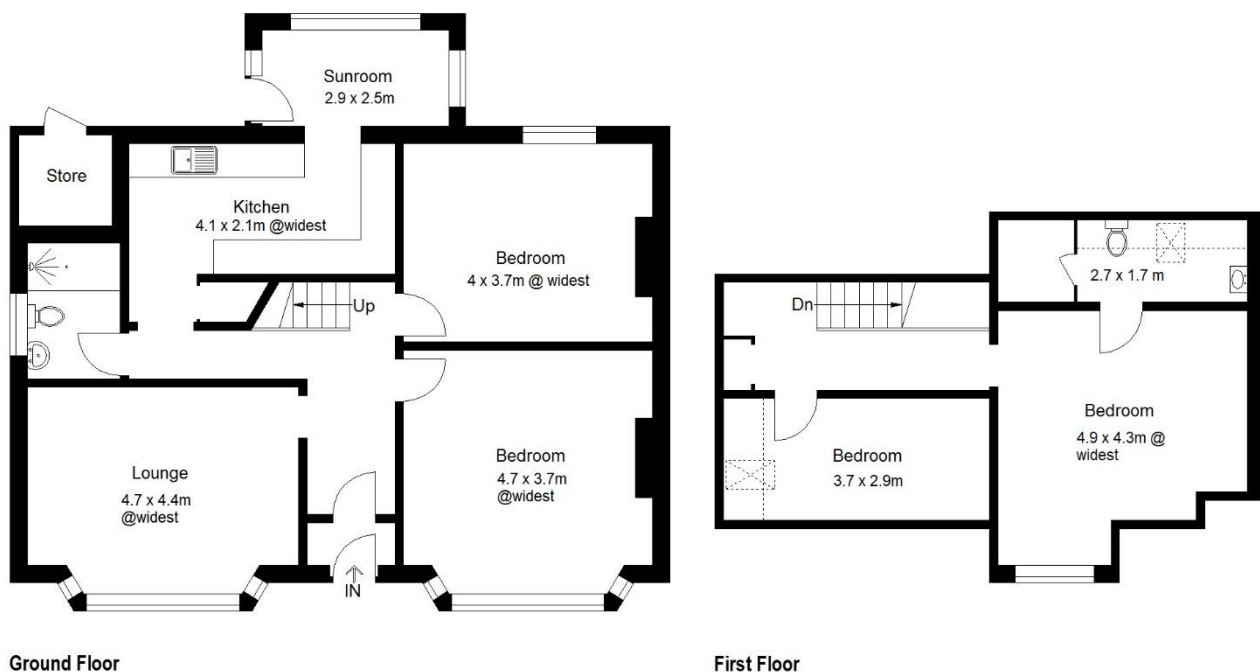 Sunroom
2.9 x 2.5m
Store
Kitchen
4.1 x 2.1m @widest
Bedroom
4 x 3.7m @ widest
Up
Lounge
4.7 x 4.4m
@widest
Bedroom
4.7 x 3.7m
@widest
IN
Ground Floor
2.7 x 1.7 m
Dn
Bedroom
4.9 x 4.3m @
widest
Bedroom
3.7 x 2.9m
First Floor